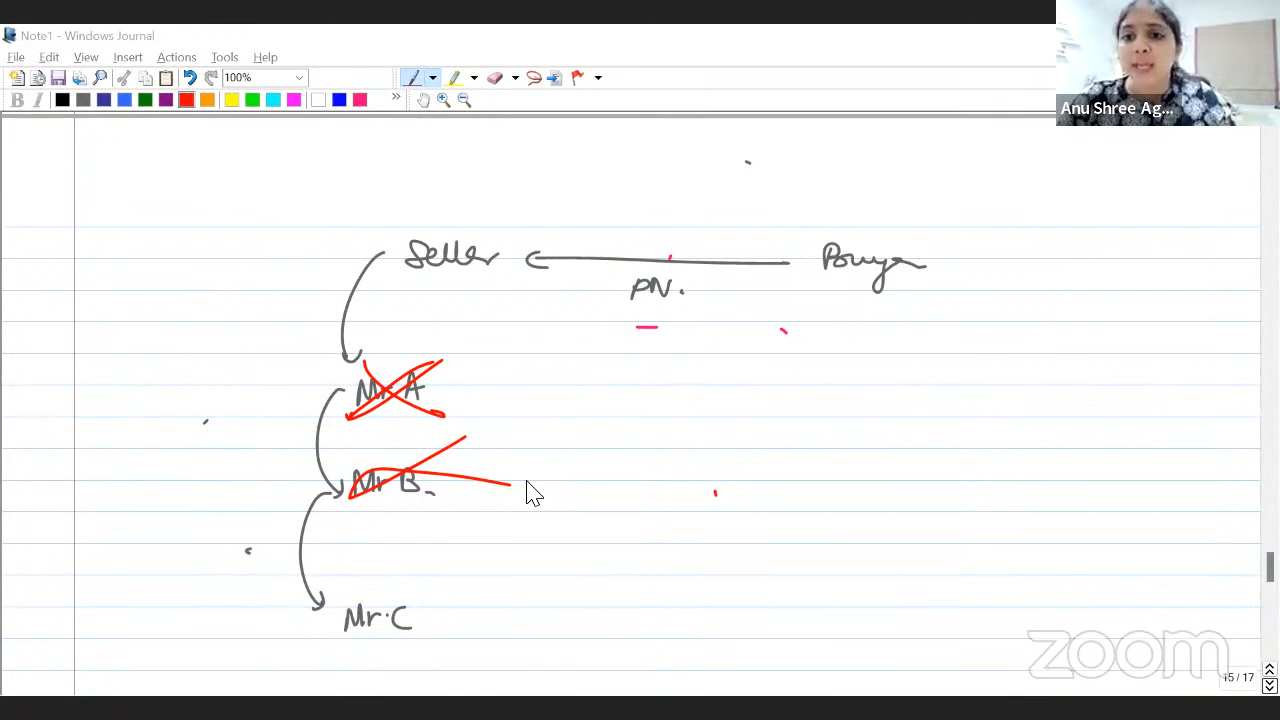 Note1 - Windows Journal
File Edit View Insert Actions Tools Help
100%
B I
Anu Shree Ag...
Seller
PN.
Mr A
Mr B
Mr. C
zoom
15 / 17